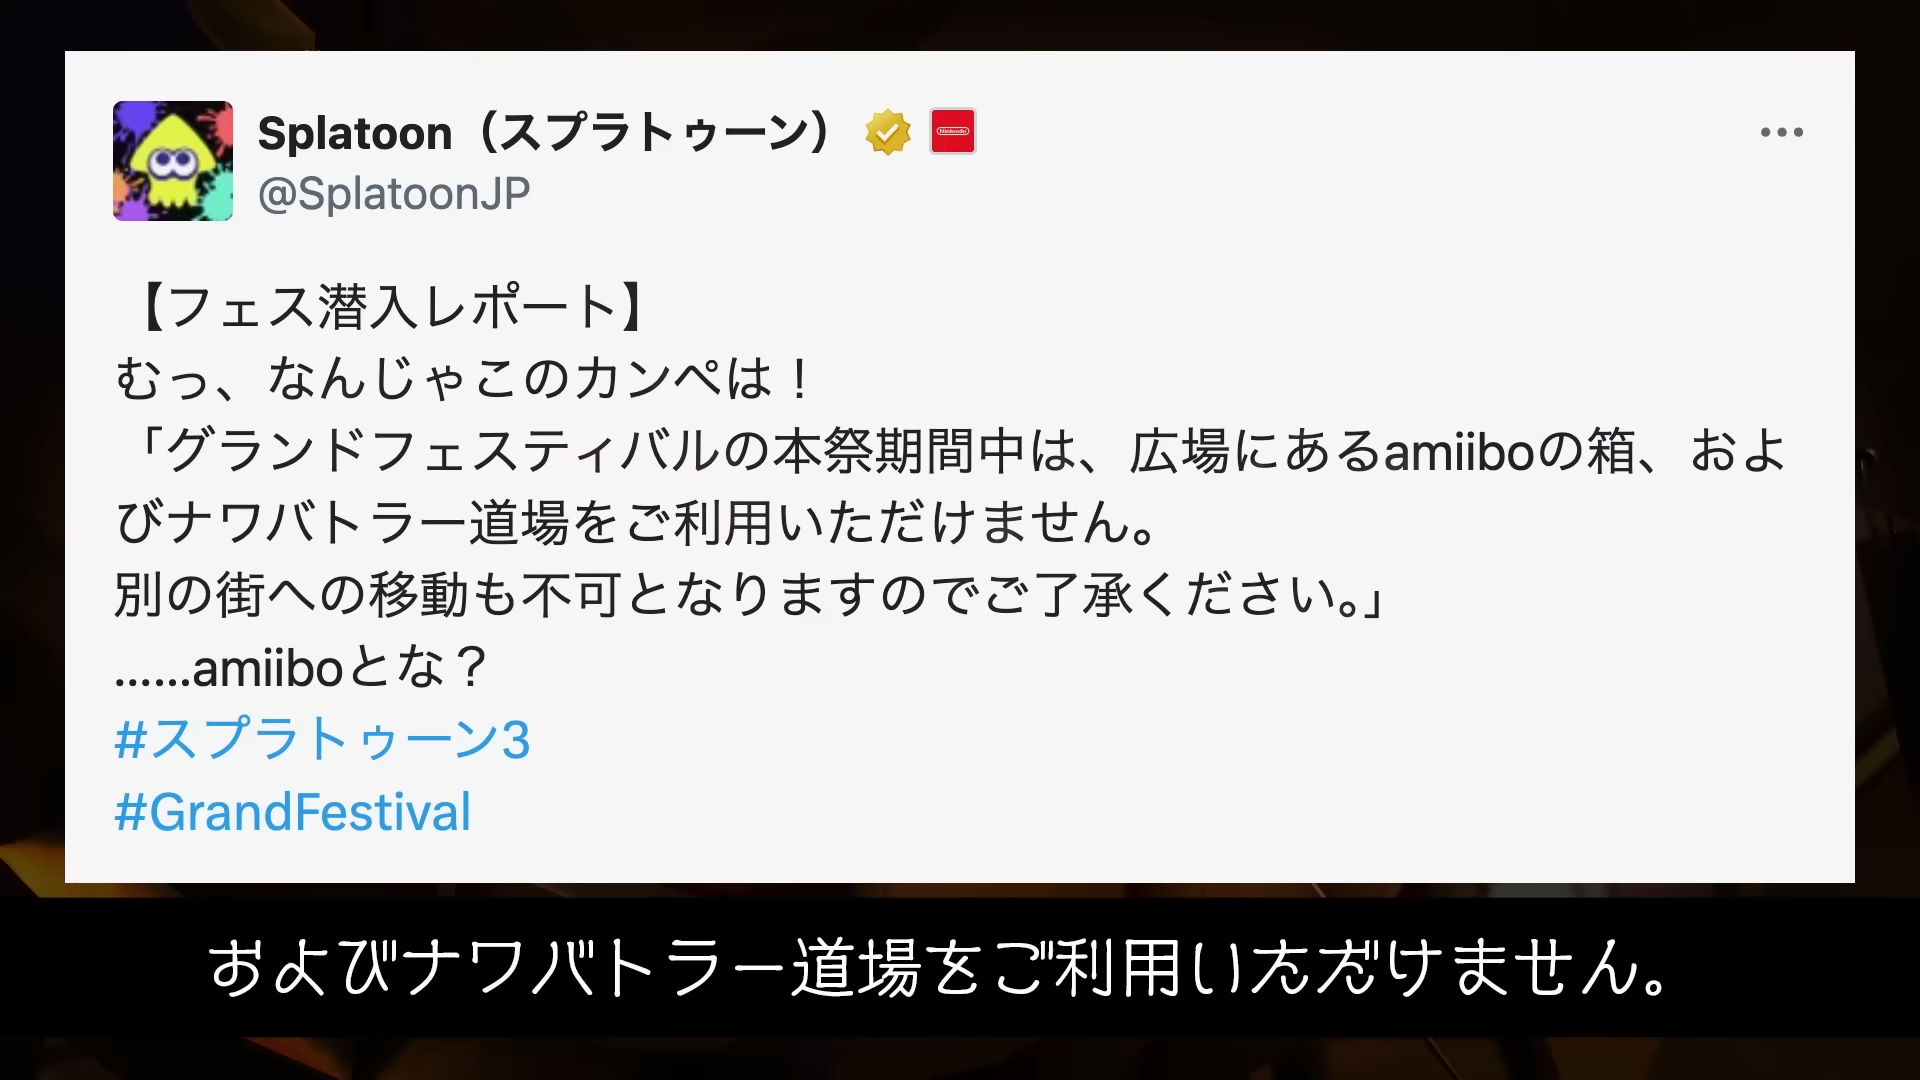 Splatoon（スプラトゥーン）
Nintendo
@SplatoonJP
【フェス潜入レポート】
むっ、なんじゃこのカンペは！
「グランドフェスティバルの本祭期間中は、広場にあるamiiboの箱、およ
びナワバトラー道場をご利用いただけません。
別の街への移動も不可となりますのでご了承ください。」
……amiiboとな？
#スプラトゥーン3
#GrandFestival
およびナワバトラー道場をご利用いただけません。